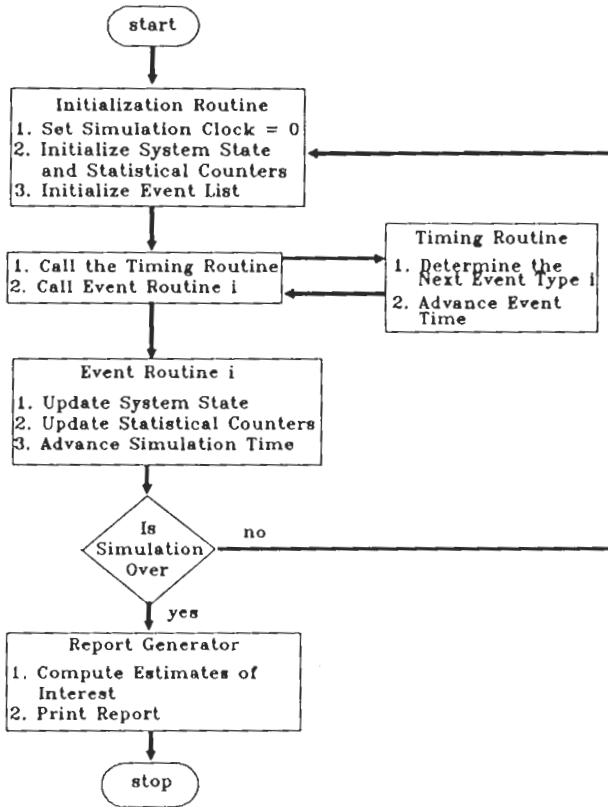 start
Initialization Routine
1. Set Simulation Clock = 0
2. Initialize System State
and Statistical Counters
3. Initialize Event List
1. Call the Timing Routine
2. Call Event Routine i
Timing Routine
1. Determine the
Next Event Type i
2. Advance Event
Time
Event Routine i
1. Update System State
2. Update Statistical Counters
3. Advance Simulation Time
Is
Simulation
Over
no
yes
Report Generator
1. Compute Estimates of
Interest
2. Print Report
stop